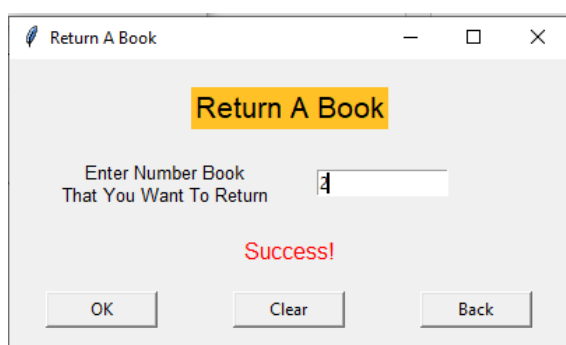 Return A Book
Return A Book
Enter Number Book
That You Want To Return
2
Success!
OK
Clear
Back